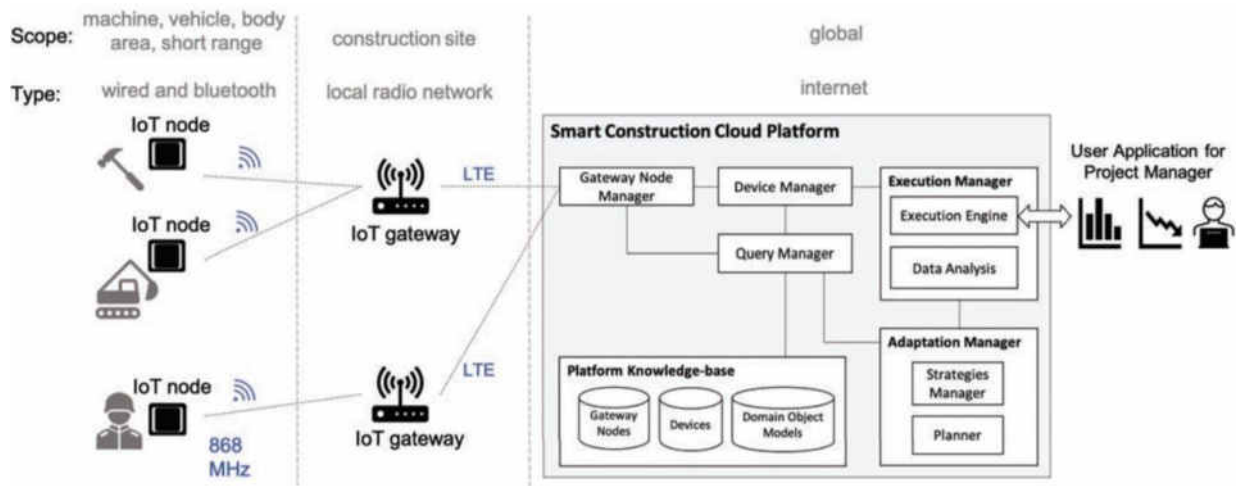 Scope:
machine, vehicle, body
area, short range
construction site
global
Type:
wired and bluetooth
local radio network
internet
IoT node
IoT node
IoT node
868
MHz
IoT gateway
IoT gateway
LTE
LTE
Smart Construction Cloud Platform
Gateway Node
Manager
Device Manager
Query Manager
Execution Manager
Execution Engine
Data Analysis
Adaptation Manager
Strategies
Manager
Planner
Platform Knowledge-base
Gateway
Nodes
Devices
Domain Object
Models
User Application for
Project Manager